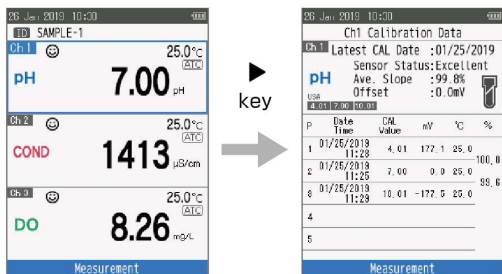 26 Jan 2019 10:30
ID SAMPLE-1
Ch 1 25.0°C
ATC
pH 7.00 pH
Ch 2 25.0°C
ATC
COND 1413 µS/cm
Ch 3 25.0°C
ATC
DO 8.26 mg/L
Measurement
key
26 Jan 2019 10:30
Ch1 Calibration Data
Ch 1 Latest CAL Date :01/25/2019
Sensor Status:Excellent
pH Ave. Slope :99.8%
Offset :0.0mV
USA
4.01 7.00 10.01
P Date Time CAL Value mV °C %
1 01/25/2019 11:28 4.01 177.1 25.0
100.0
2 01/25/2019 11:25 7.00 0.0 25.0
99.6
3 01/25/2019 11:29 10.01 -177.5 25.0
4
5
Measurement